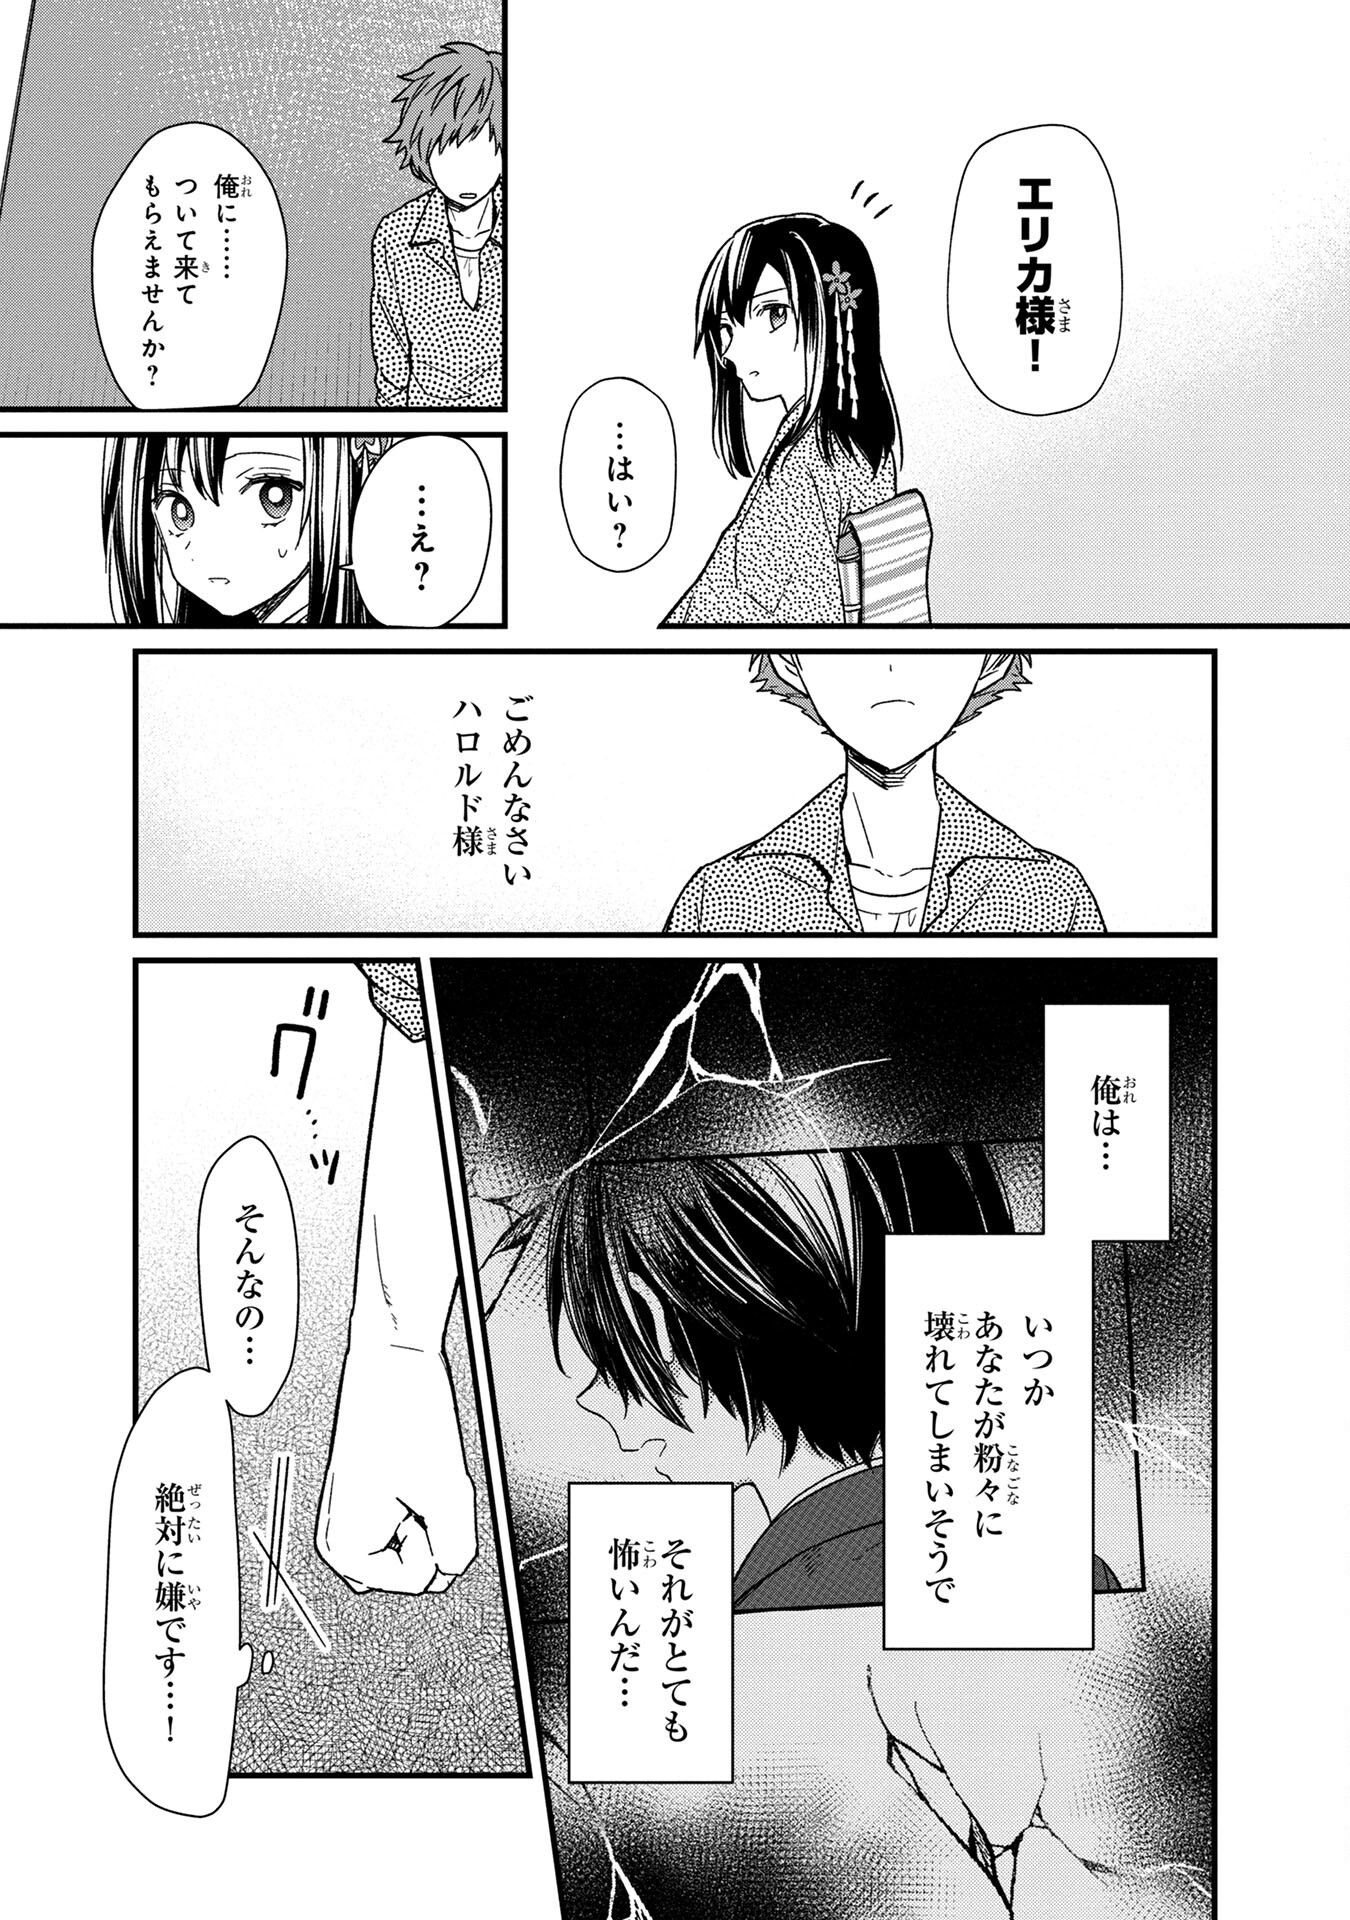 エリカ様！
…はい？
俺に……
ついて来て
もらえませんか？
…え？
ごめんなさい
ハロルド様
俺は…
いつか
あなたが粉々に
壊れてしまいそうで
それがとても
怖いんだ…
グ…ッ
そんなの…
絶対に嫌です…！